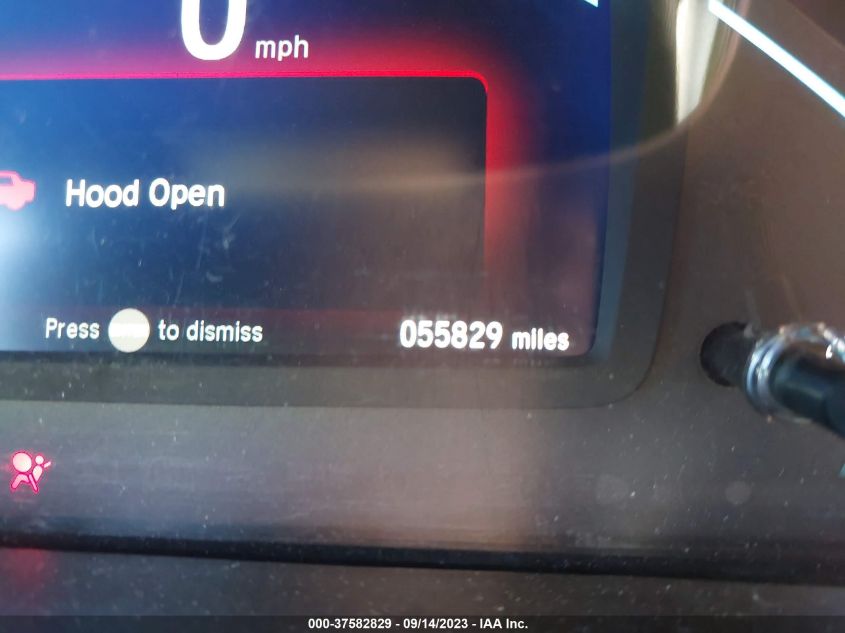 0 mph
Hood Open
Press to dismiss
055829 miles
000-37582829 - 09/14/2023 - IAA Inc.